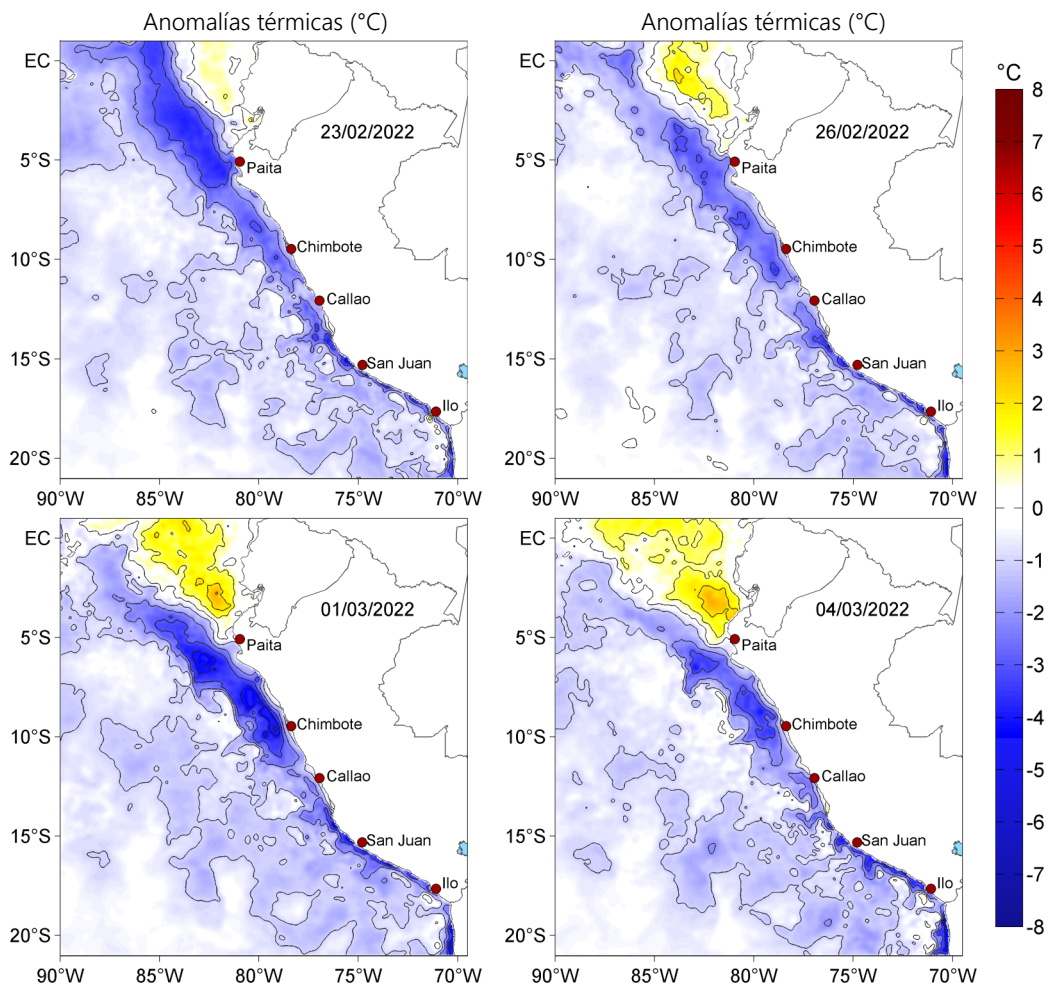 Anomalías térmicas (°C)
Anomalías térmicas (°C)
EC
5°S
10°S
15°S
20°S
23/02/2022
Paita
Chimbote
Callao
San Juan
Ilo
90°W
85°W
80°W
75°W
70°W
EC
5°S
10°S
15°S
20°S
26/02/2022
Paita
Chimbote
Callao
San Juan
Ilo
90°W
85°W
80°W
75°W
70°W
EC
5°S
10°S
15°S
20°S
01/03/2022
Paita
Chimbote
Callao
San Juan
Ilo
90°W
85°W
80°W
75°W
70°W
EC
5°S
10°S
15°S
20°S
04/03/2022
Paita
Chimbote
Callao
San Juan
Ilo
90°W
85°W
80°W
75°W
70°W
°C
8
7
6
5
4
3
2
1
0
-1
-2
-3
-4
-5
-6
-7
-8